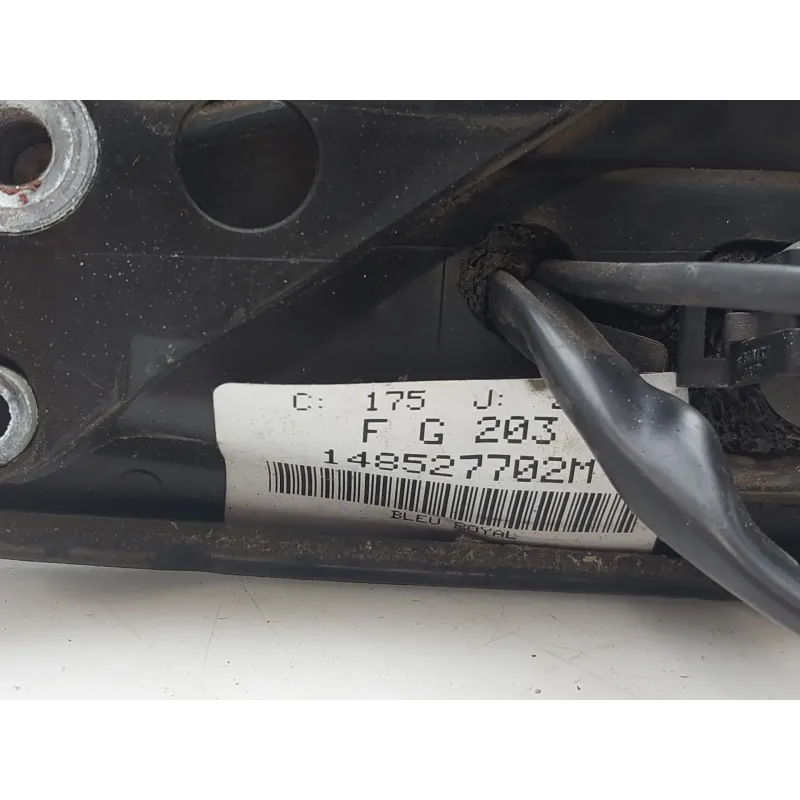 C: 175 J:
F G 203
148527702M
BLEU ROYAL